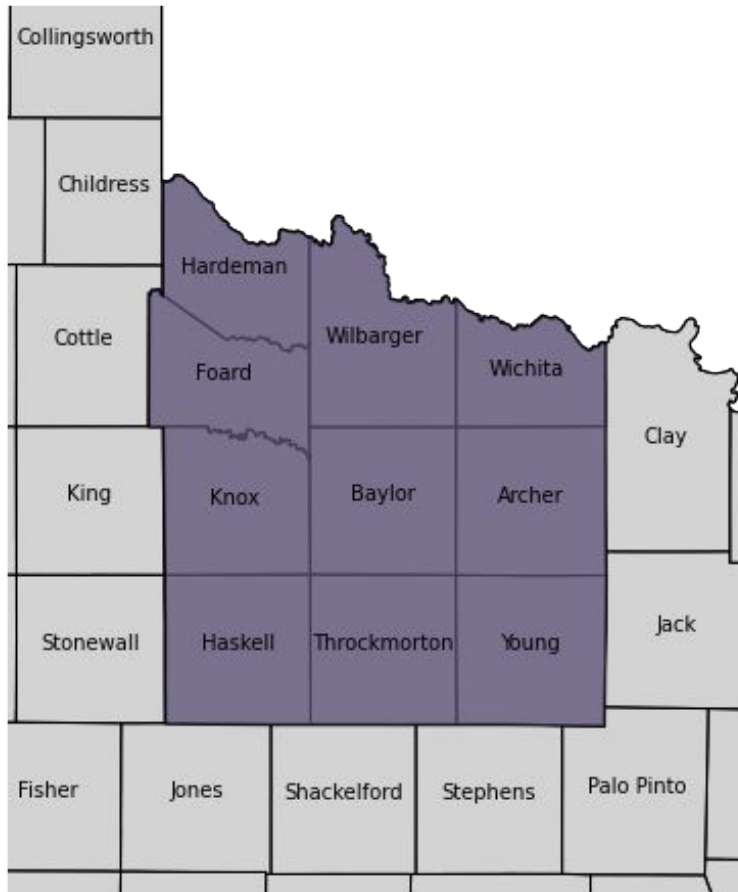 Collingsworth
Childress
Hardeman
Cottle
Wilbarger
Foard
Wichita
Clay
King
Knox
Baylor
Archer
Stonewall
Haskell
Throckmorton
Young
Jack
Fisher
Jones
Shackelford
Stephens
Palo Pinto